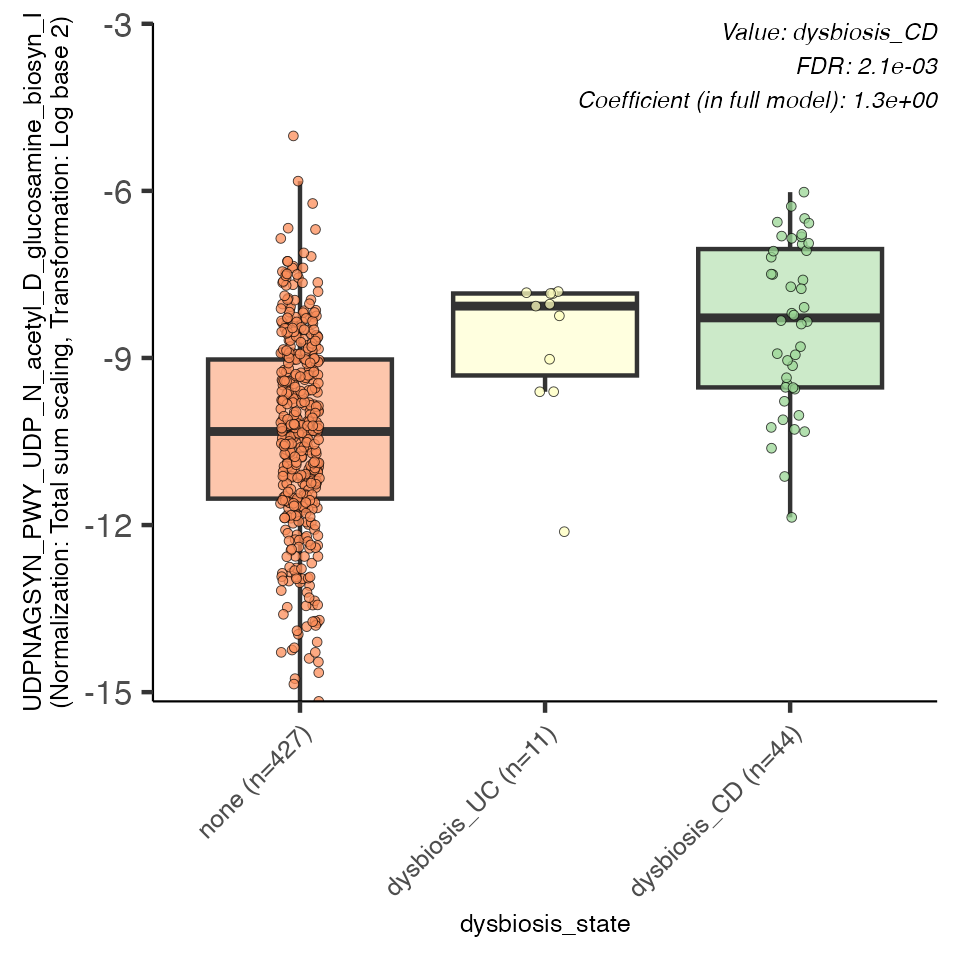 UDPNAGSYN_PWY_UDP_N_acetyl_D_glucosamine_biosyn_I
(Normalization: Total sum scaling, Transformation: Log base 2)
-3
-6
-9
-12
-15
Value: dysbiosis_CD
FDR: 2.1e-03
Coefficient (in full model): 1.3e+00
none (n=427)
dysbiosis_UC (n=11)
dysbiosis_CD (n=44)
dysbiosis_state